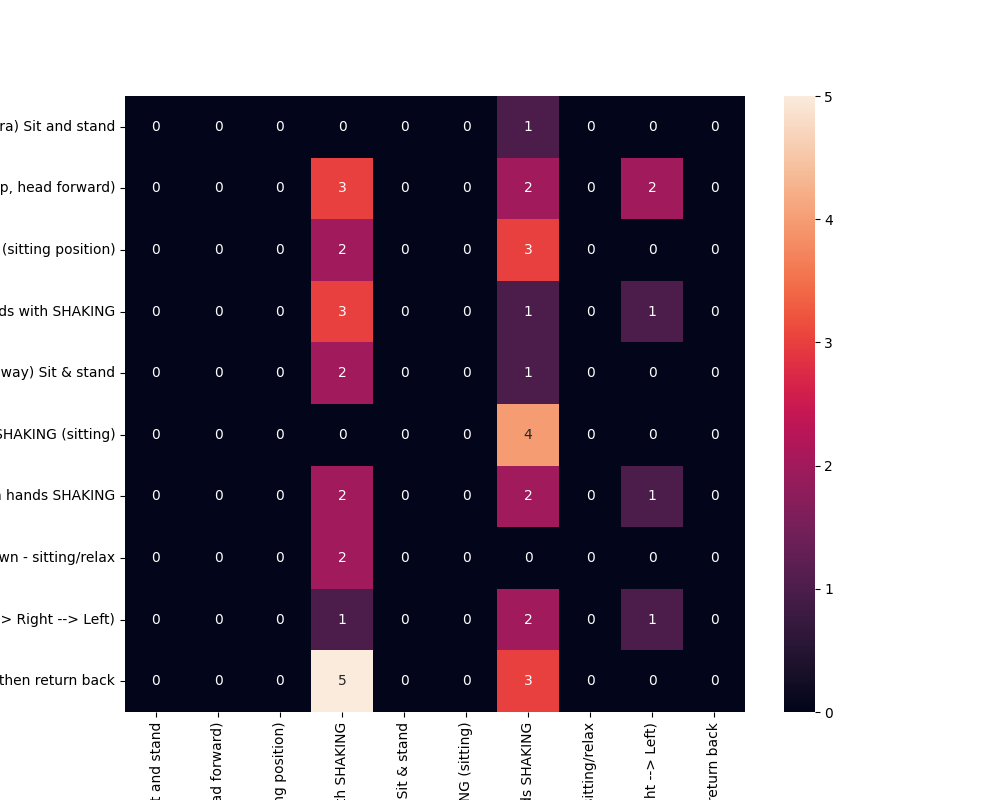 ra) Sit and stand 0 0 0 0 0 0 1 0 0 0
p, head forward) 0 0 0 3 0 0 2 0 2 0
(sitting position) 0 0 0 2 0 0 3 0 0 0
ds with SHAKING 0 0 0 3 0 0 1 0 1 0
way) Sit & stand 0 0 0 2 0 0 1 0 0 0
SHAKING (sitting) 0 0 0 0 0 0 4 0 0 0
hands SHAKING 0 0 0 2 0 0 2 0 1 0
wn - sitting/relax 0 0 0 2 0 0 0 0 0 0
> Right --> Left) 0 0 0 1 0 0 2 0 1 0
then return back 0 0 0 5 0 0 3 0 0 0
t and stand
ad forward)
ng position)
th SHAKING
Sit & stand
NG (sitting)
ds SHAKING
sitting/relax
ht --> Left)
return back
5
4
3
2
1
0